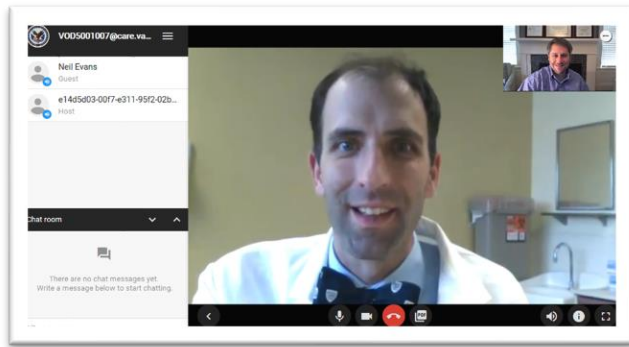 VOD5001007@care.va...
Neil Evans
Guest
e14d5d03-00f7-e311-95f2-02b...
Host
Chat room
There are no chat messages yet.
Write a message below to start chatting.
PDF